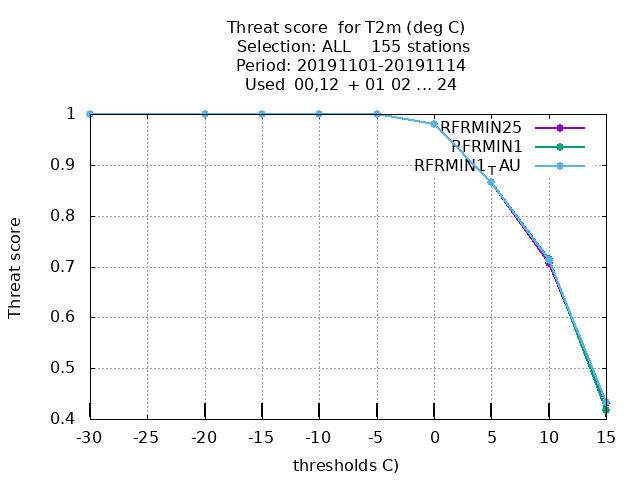 Threat score  for T2m (deg C)
Selection: ALL    155 stations
Period: 20191101-20191114
Used  00,12  + 01 02 ... 24
RFRMIN25
RFRMIN1
RFRMIN1_TAU
1
0.9
0.8
0.7
0.6
0.5
0.4
Threat score
-30 -25 -20 -15 -10 -5 0 5 10 15
thresholds C)